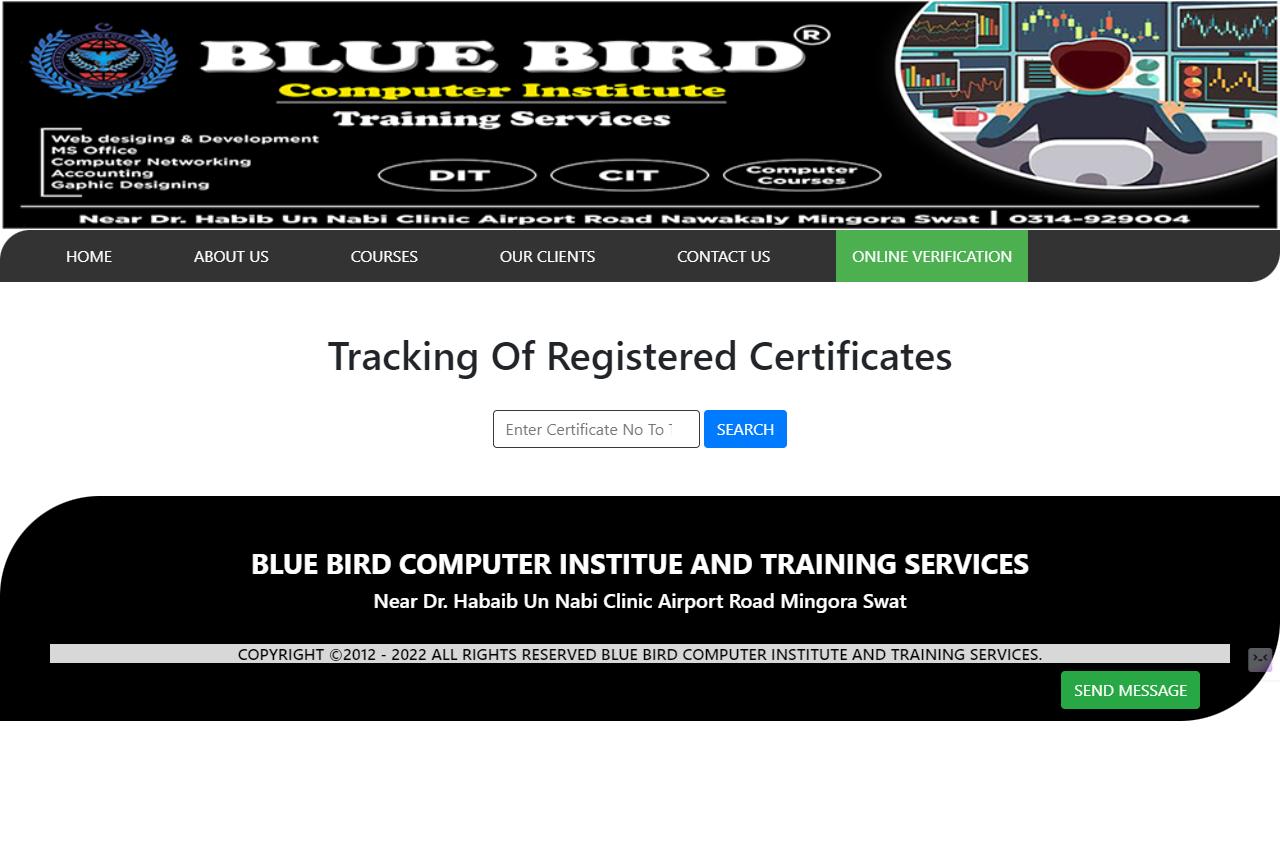 BLUE BIRD®
Computer Institute
Training Services
Web desiging & Development
MS Office
Computer Networking
Accounting
Gaphic Designing
DIT
CIT
Computer
Courses
Near Dr. Habib Un Nabi Clinic Airport Road Nawakaly Mingora Swat | 0314-929004
HOME ABOUT US COURSES OUR CLIENTS CONTACT US ONLINE VERIFICATION
Tracking Of Registered Certificates
Enter Certificate No To
SEARCH
BLUE BIRD COMPUTER INSTITUE AND TRAINING SERVICES
Near Dr. Habaib Un Nabi Clinic Airport Road Mingora Swat
COPYRIGHT ©2012 - 2022 ALL RIGHTS RESERVED BLUE BIRD COMPUTER INSTITUTE AND TRAINING SERVICES.
SEND MESSAGE